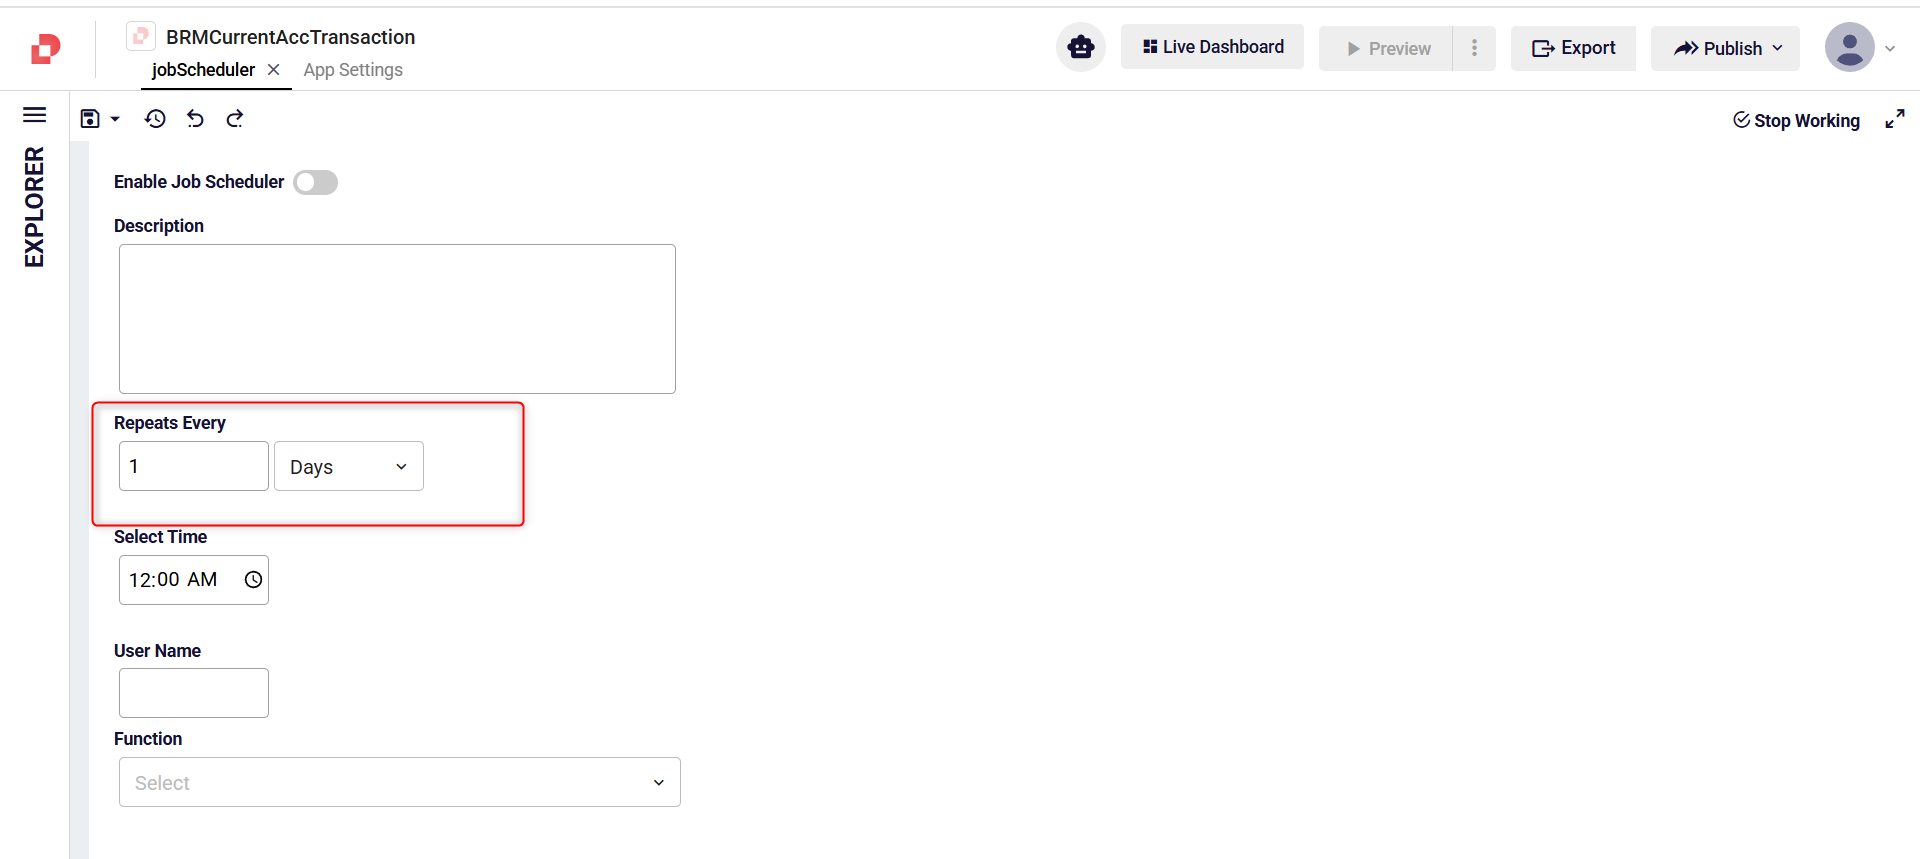 BRMCurrentAccTransaction
jobScheduler App Settings
Live Dashboard Preview Export Publish
EXPLORER
Stop Working
Enable Job Scheduler
Description
Repeats Every
1 Days
Select Time
12:00 AM
User Name
Function
Select